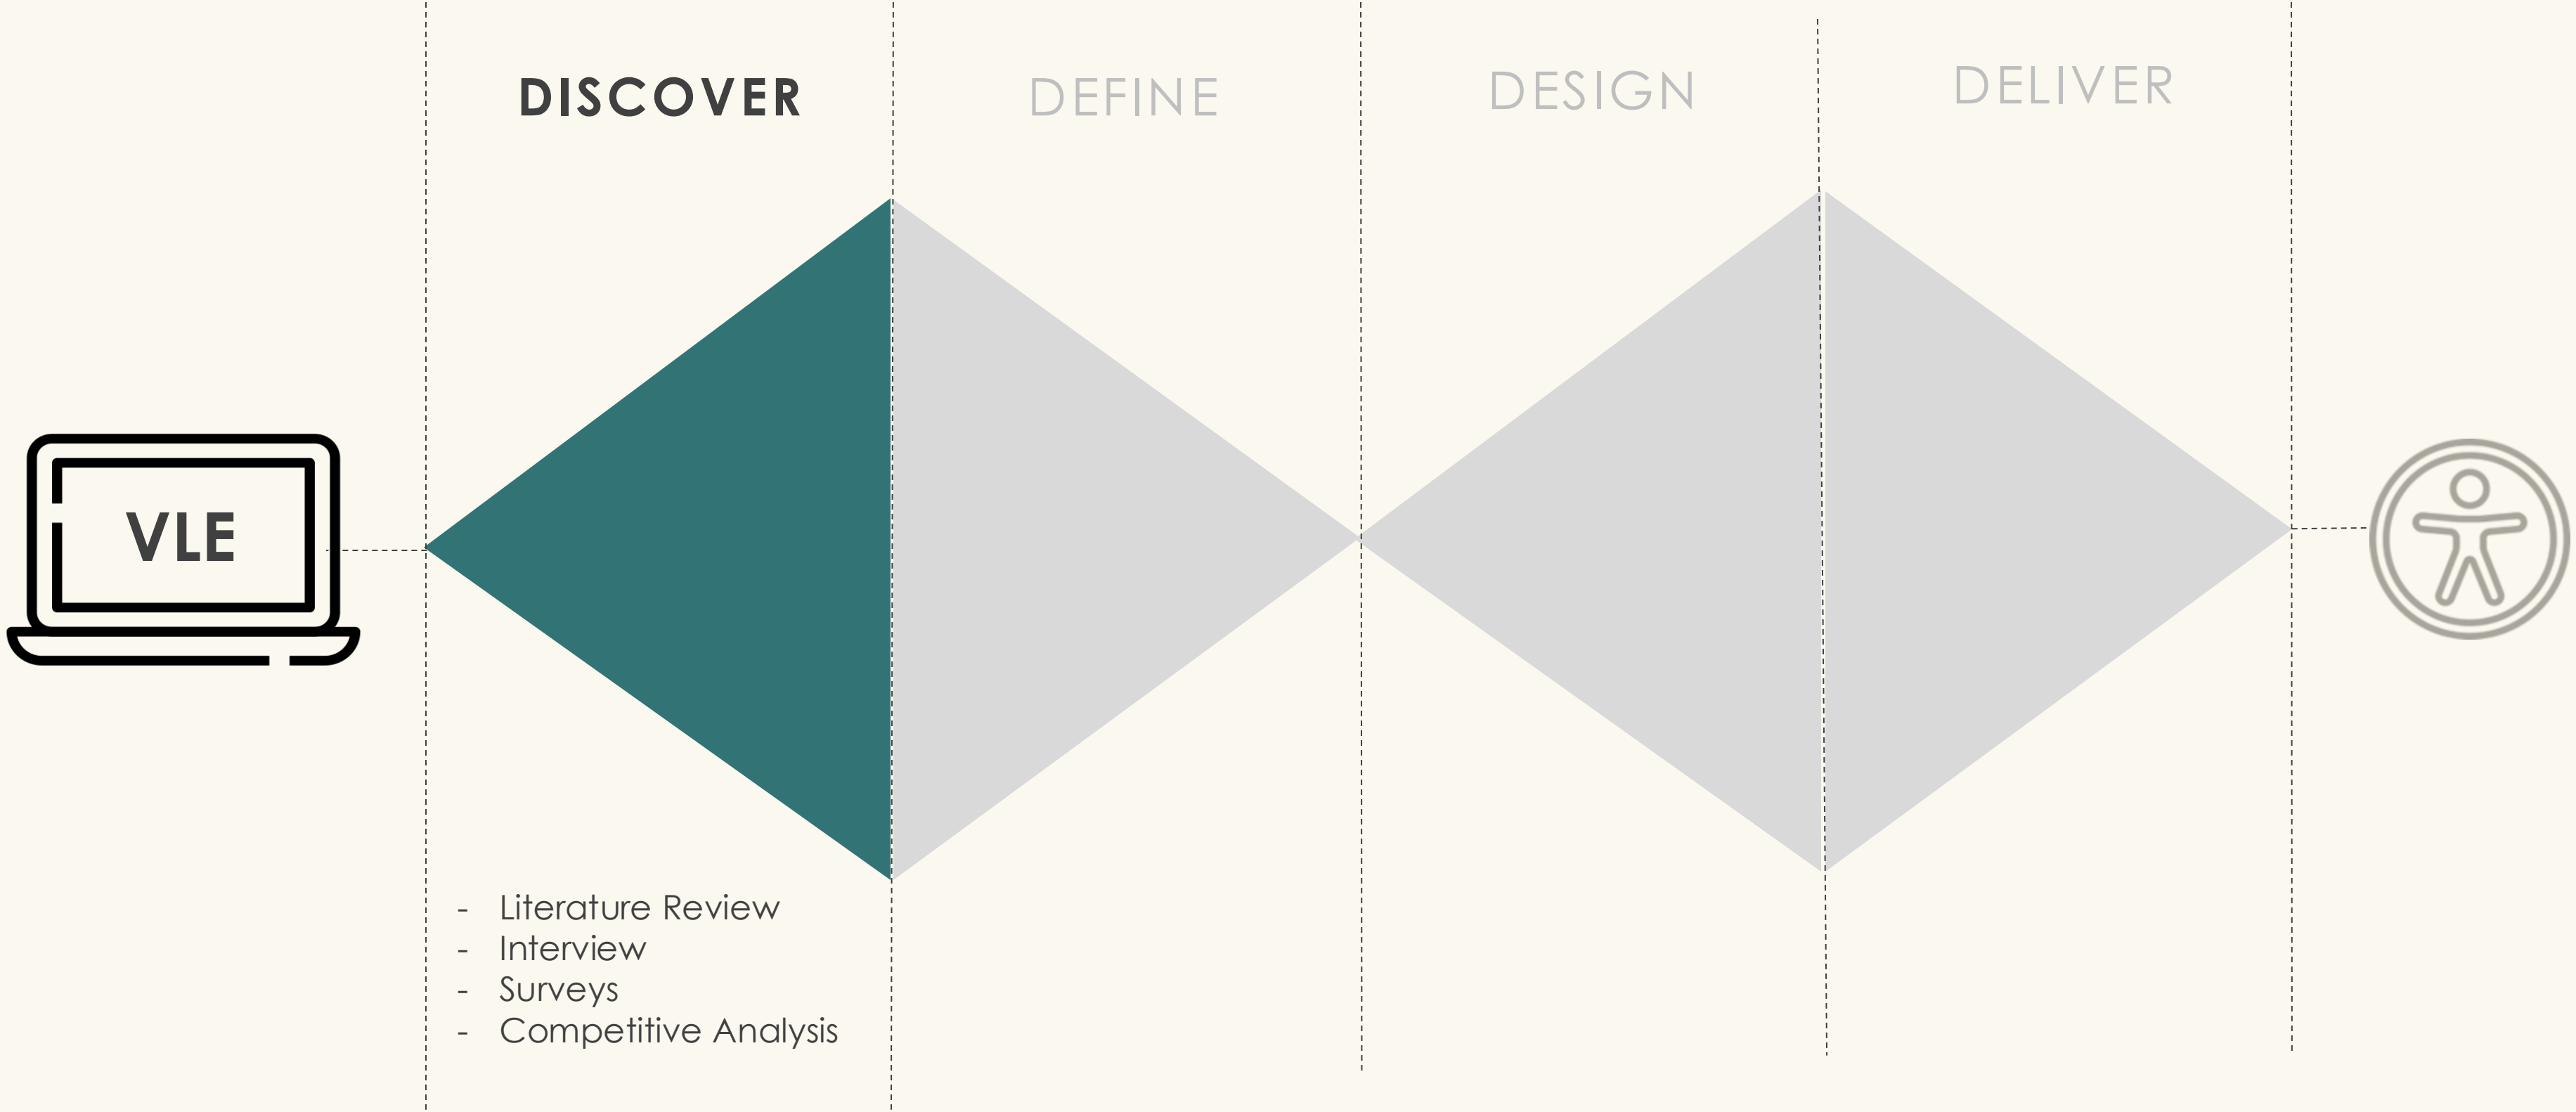 DISCOVER
DEFINE
DESIGN
DELIVER
VLE
- Literature Review
- Interview
- Surveys
- Competitive Analysis